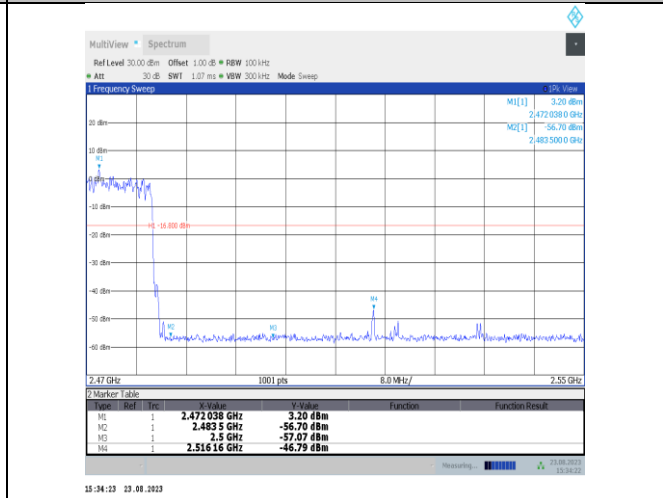 MultiView Spectrum
Ref Level 30.00 dBm Offset 1.00 dB RBW 100 kHz
Att 30 dB SWT 1.07 ms VBW 300 kHz Mode Sweep
1 Frequency Sweep 1Pk View
M1[1] 3.20 dBm
2.472 038 0 GHz
M2[1] -56.70 dBm
2.483 500 0 GHz
20 dBm
10 dBm
M1
0 dBm
-10 dBm
H1 -16.800 dBm
-20 dBm
-30 dBm
-40 dBm
M4
-50 dBm
M2 M3
-60 dBm
2.47 GHz 1001 pts 8.0 MHz/ 2.55 GHz
2 Marker Table
Type Ref Trc X-Value Y-Value Function Function Result
M1 1 2.472 038 GHz 3.20 dBm
M2 1 2.483 5 GHz -56.70 dBm
M3 1 2.5 GHz -57.07 dBm
M4 1 2.516 16 GHz -46.79 dBm
Measuring... 23.08.2023
15:34:22
15:34:23 23.08.2023